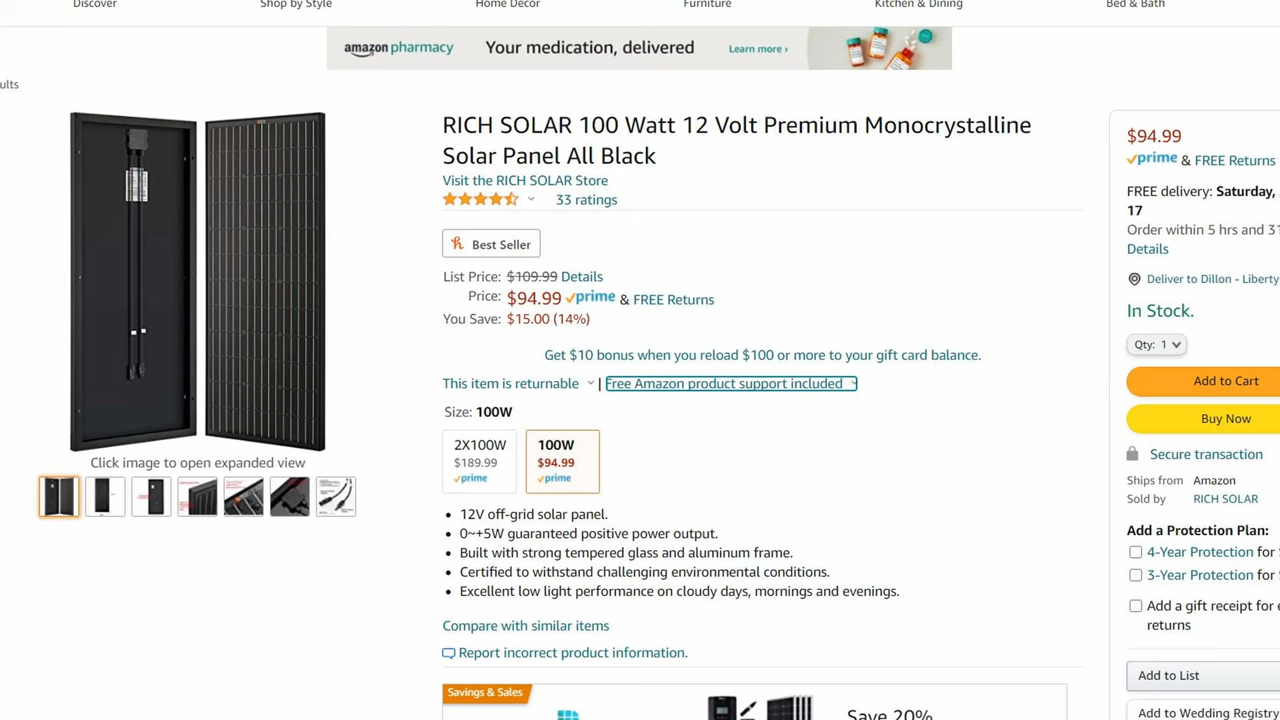 Discover Shop by Style Home Decor Furniture Kitchen & Dining Bed & Bath
amazon pharmacy Your medication, delivered Learn more ›
ults
RICH SOLAR 100 Watt 12 Volt Premium Monocrystalline
Solar Panel All Black
Visit the RICH SOLAR Store
33 ratings
Best Seller
List Price: $109.99 Details
Price: $94.99 prime & FREE Returns
You Save: $15.00 (14%)
Get $10 bonus when you reload $100 or more to your gift card balance.
This item is returnable | Free Amazon product support included
Size: 100W
2X100W 100W
$189.99 $94.99
prime prime
• 12V off-grid solar panel.
• 0~+5W guaranteed positive power output.
• Built with strong tempered glass and aluminum frame.
• Certified to withstand challenging environmental conditions.
• Excellent low light performance on cloudy days, mornings and evenings.
Compare with similar items
Report incorrect product information.
Savings & Sales
Save 20%
Click image to open expanded view
$94.99
prime & FREE Returns
FREE delivery: Saturday,
17
Order within 5 hrs and 31
Details
Deliver to Dillon - Liberty
In Stock.
Qty: 1
Add to Cart
Buy Now
Secure transaction
Ships from Amazon
Sold by RICH SOLAR
Add a Protection Plan:
4-Year Protection for
3-Year Protection for
Add a gift receipt for e
returns
Add to List
Add to Wedding Registry